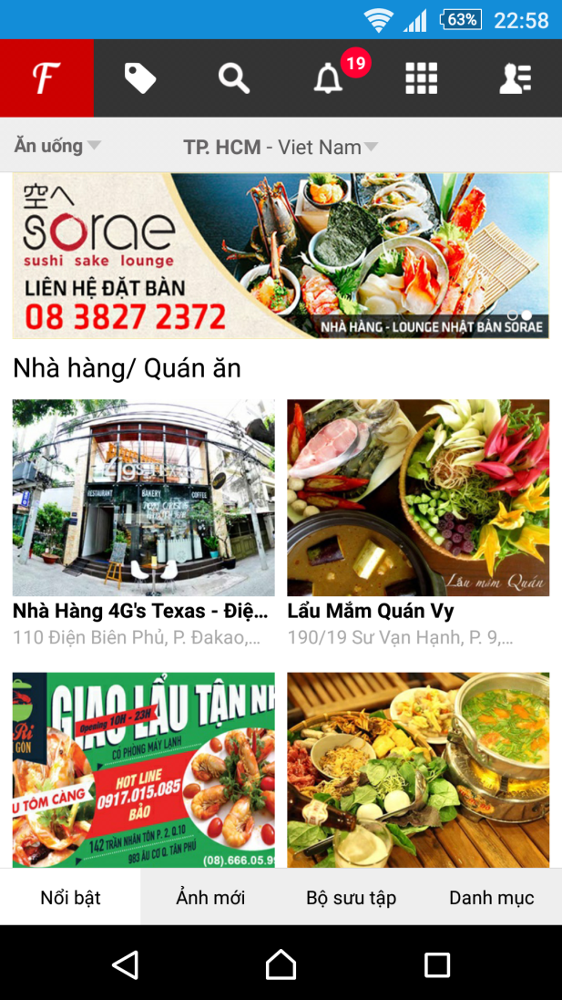 63% 22:58
F
19
Ăn uống
TP. HCM - Viet Nam
空へ
sorae
sushi sake lounge
LIÊN HỆ ĐẶT BÀN
08 3827 2372
NHÀ HÀNG - LOUNGE NHẬT BẢN SORAE
Nhà hàng/ Quán ăn
RESTAURANT BAKERY COFFEE
Lẩu mắm Quán
Nhà Hàng 4G's Texas - Điệ...
Lẩu Mắm Quán Vy
110 Điện Biên Phủ, P. Đakao,...
190/19 Sư Vạn Hạnh, P. 9,...
GIAO LẨU TẬN NH
Opening 10H - 23H
CÓ PHÒNG MÁY LẠNH
Ri
GÒN
U TÔM CÀNG
HOT LINE
0917.015.085
BẢO
142 TRẦN NHÂN TÔN P. 2, Q.10
983 ÂU CƠ Q. TÂN PHÚ
(08).666.05.99
Nổi bật
Ảnh mới
Bộ sưu tập
Danh mục